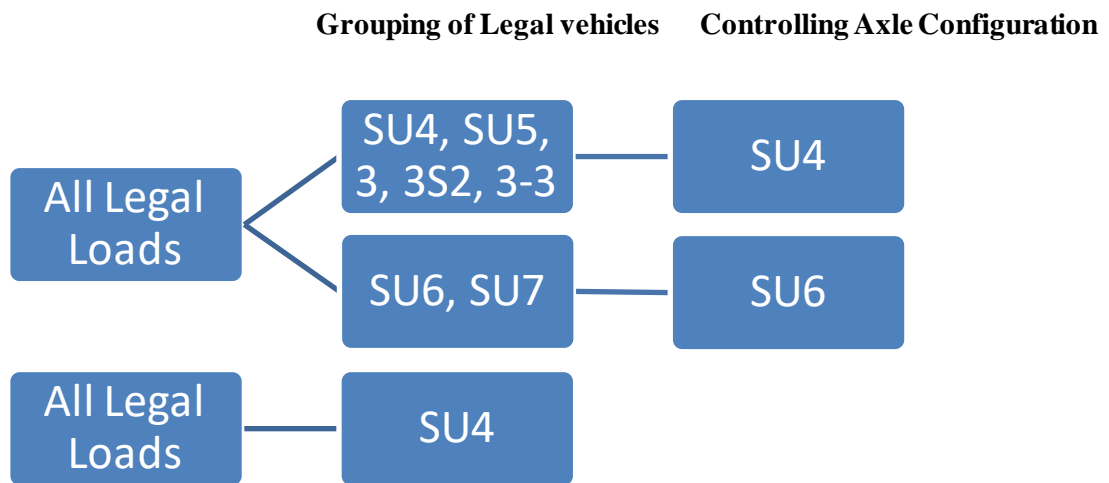 Grouping of Legal vehicles
Controlling Axle Configuration
All Legal
Loads
SU4, SU5,
3, 3S2, 3-3
SU4
SU6, SU7
SU6
All Legal
Loads
SU4